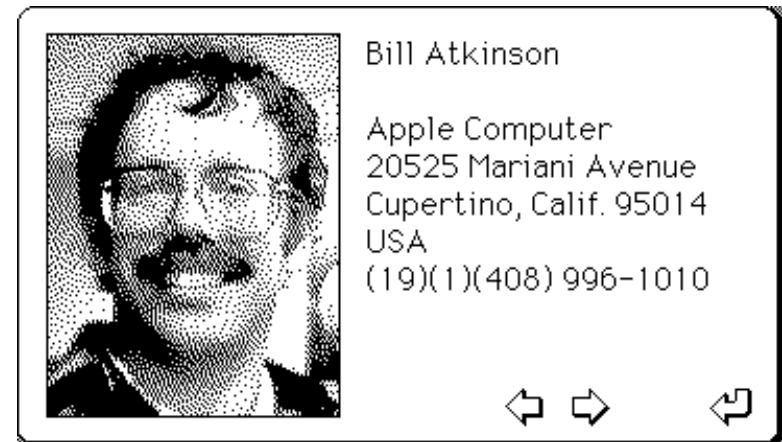 Bill Atkinson
Apple Computer
20525 Mariani Avenue
Cupertino, Calif. 95014
USA
(19)(1)(408) 996-1010